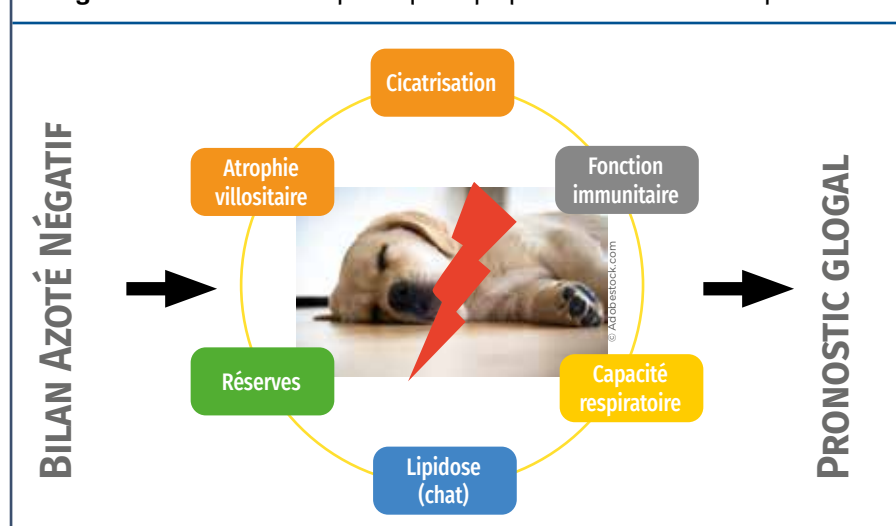 BILAN AZOTÉ NÉGATIF
Cicatrisation
Atrophie
villositaire
Fonction
immunitaire
© Adobestock.com
Réserves
Capacité
respiratoire
Lipidose
(chat)
PRONOSTIC GLOGAL